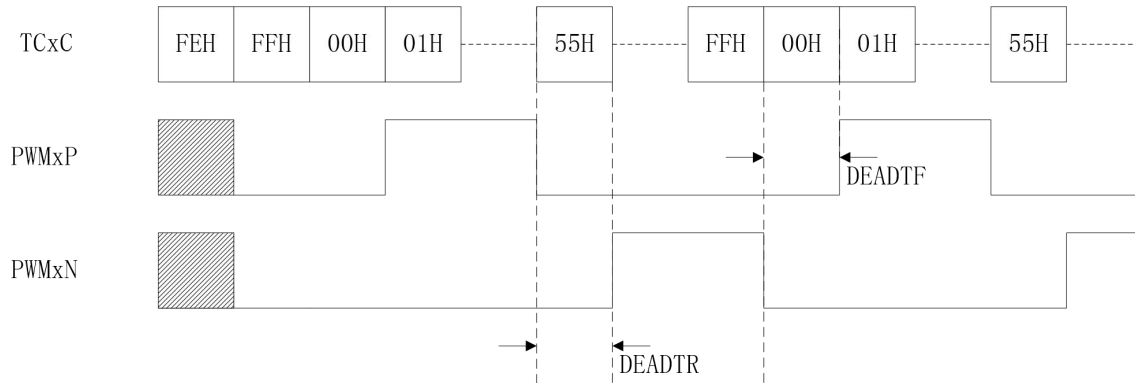 TCxC FEH FFH 00H 01H 55H FFH 00H 01H 55H
PWMxP
DEADTF
PWMxN
DEADTR